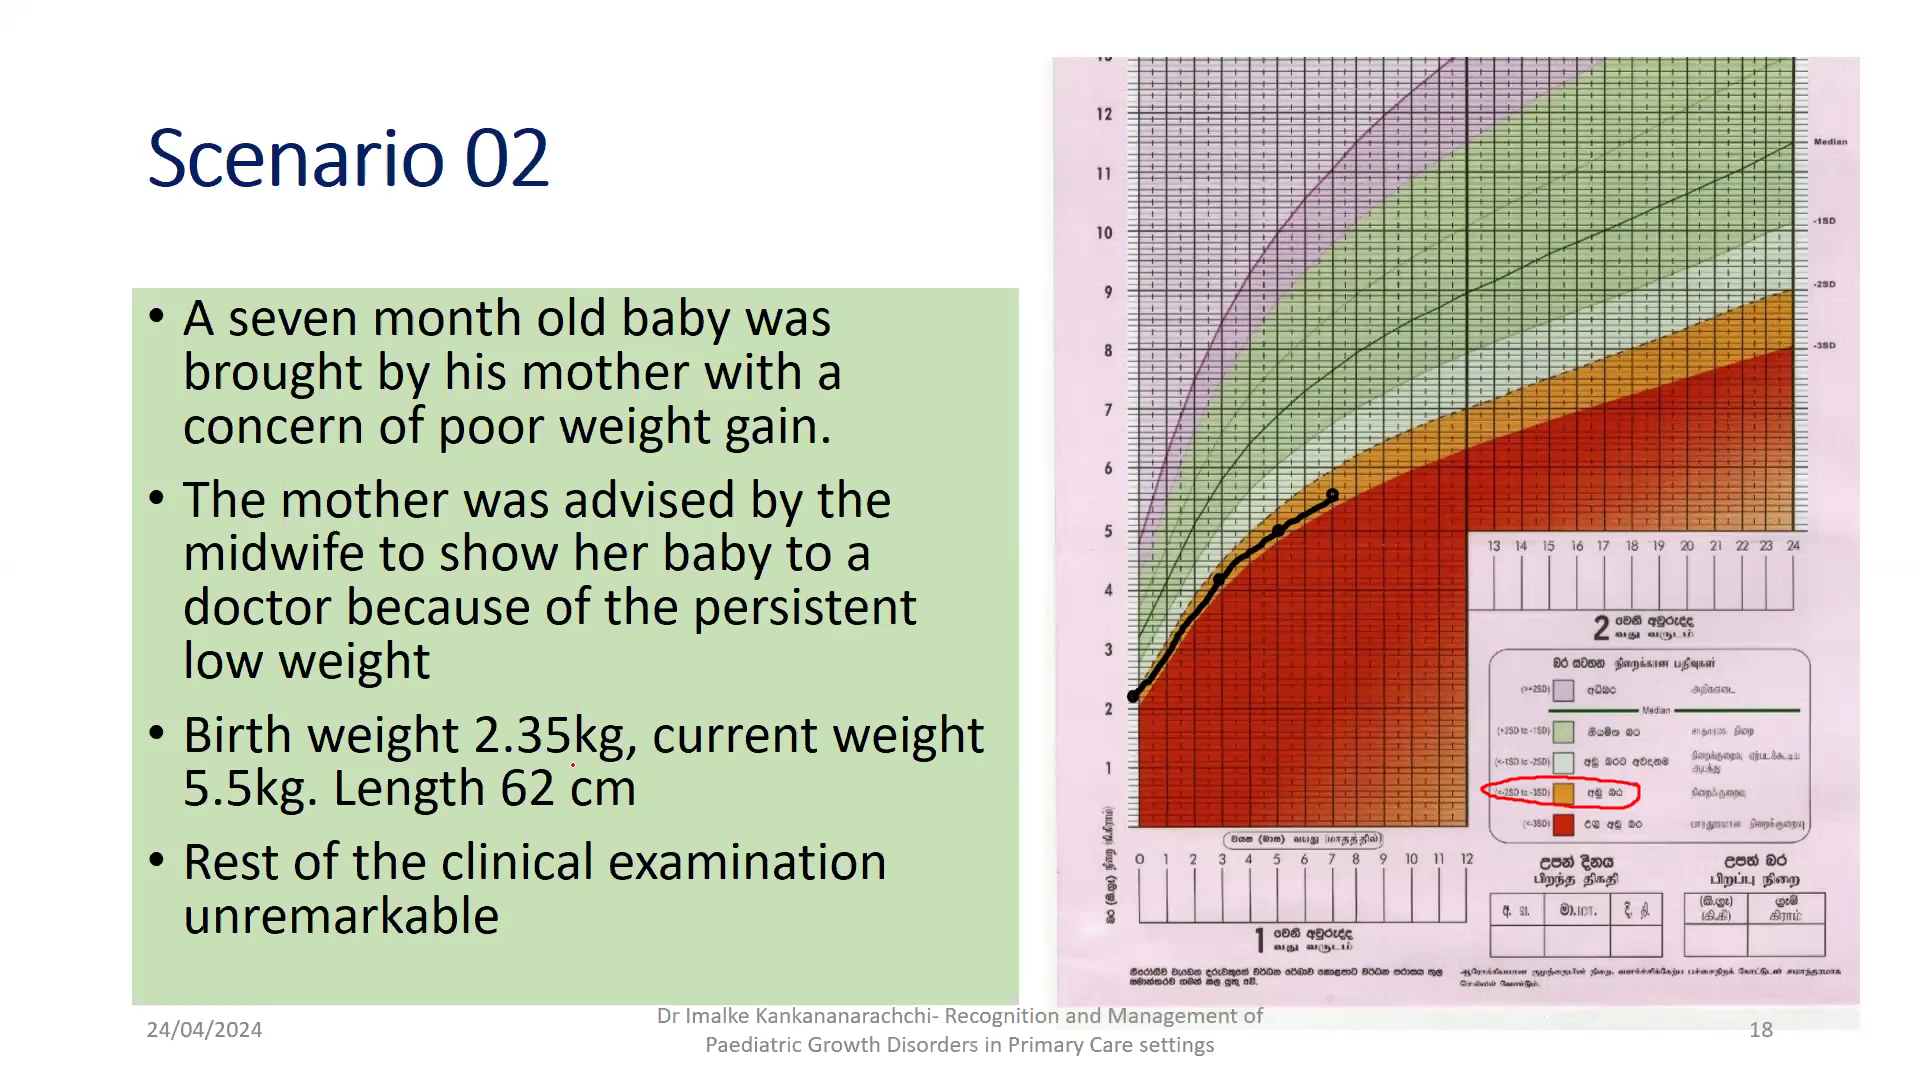 Scenario 02
• A seven month old baby was
brought by his mother with a
concern of poor weight gain.
• The mother was advised by the
midwife to show her baby to a
doctor because of the persistent
low weight
• Birth weight 2.35kg, current weight
5.5kg. Length 62 cm
• Rest of the clinical examination
unremarkable
12
11
10
9
8
7
6
5
4
3
2
1
Median
-1SD
-2SD
-3SD
13 14 15 16 17 18 19 20 21 22 23 24
2 වෙනි අවුරුද්ද
வது வருடம்
බර සටහන நிறைக்கான பதிவுகள்
(>+2SD) අධිබර
Median
(+2SD to -1SD) නියමිත බර சாதாரண நிறை
(<-1SD to -2SD) අඩු බරට අවදානම
(<-2SD to -3SD) අඩු බර நிறைக்குறைவு
(<-3SD) උග්‍ර අඩු බර பாரதூரமான நிறைக்குறைவு
වයස (මාස) வயது (மாதத்தில்)
0 1 2 3 4 5 6 7 8 9 10 11 12
1 වෙනි අවුරුද්ද
வது வருடம்
උපන් දිනය
பிறந்த திகதி
උපත් බර
பிறப்பு நிறை
(කි.ග්‍රෑ) ග්‍රෑම්
(கி.கி) கிராம்
24/04/2024
Dr Imalke Kankananarachchi- Recognition and Management of
Paediatric Growth Disorders in Primary Care settings
18